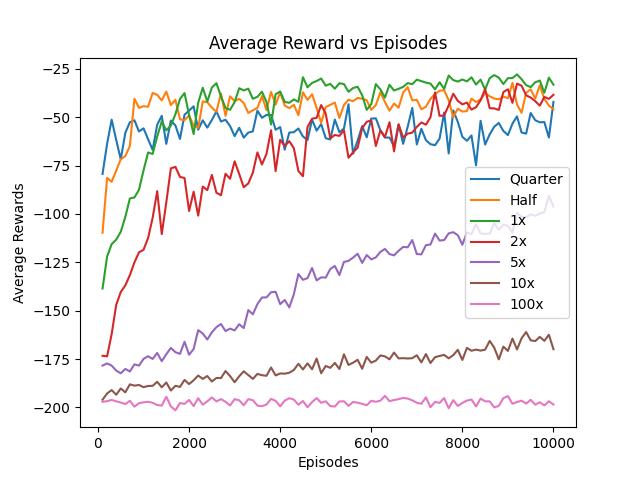 Average Reward vs Episodes
−25
−50
−75
−100
−125
−150
−175
−200
Average Rewards
Quarter
Half
1x
2x
5x
10x
100x
0 2000 4000 6000 8000 10000
Episodes